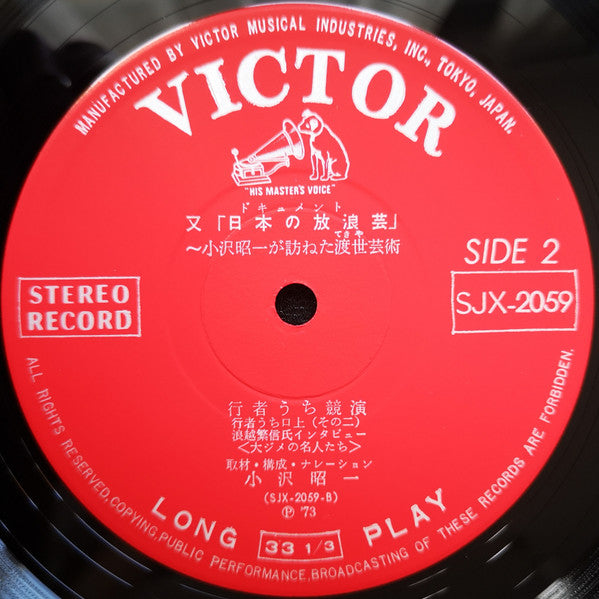 MANUFACTURED BY VICTOR MUSICAL INDUSTRIES, INC., TOKYO, JAPAN.
VICTOR
"HIS MASTER'S VOICE"
ドキュメント
又「日本の放浪芸」
てきや
〜小沢昭一が訪ねた渡世芸術
SIDE 2
STEREO
RECORD
SJX-2059
行者うち競演
行者うち口上(その二)
浪越繁信氏インタビュー
<大ジメの名人たち>
取材・構成・ナレーション
小沢昭一
(SJX-2059-B)
Ⓟ '73
LONG 33 1/3 PLAY
ALL RIGHTS RESERVED,COPYING,PUBLIC PERFORMANCE,BROADCASTING OF THESE RECORDS ARE FORBIDDEN.